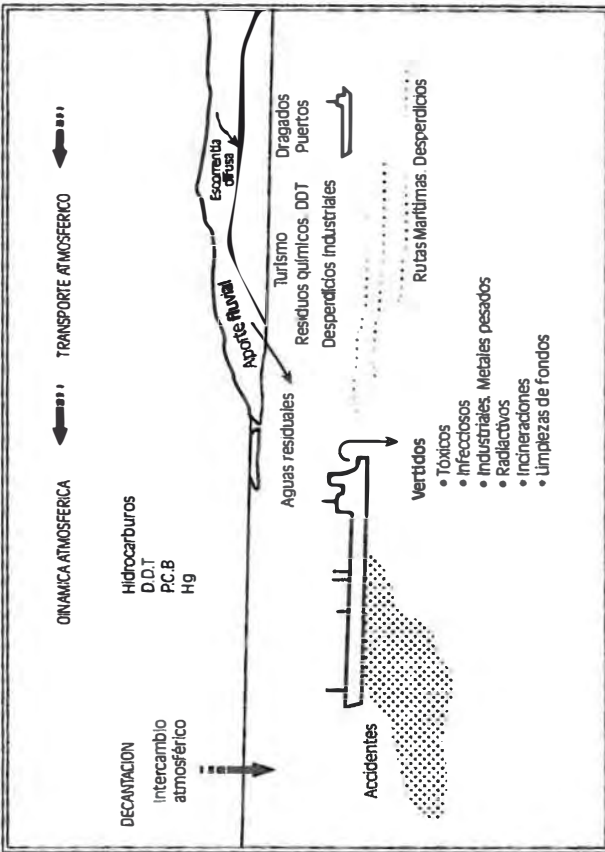 DINAMICA ATMOSFERICA
TRANSPORTE ATMOSFERICO
DECANTACION
Intercambio
atmosférico
Hidrocarburos
D.D.T
P.C.B
Hg
Escorrentía
difusa
Aporte fluvial
Aguas residuales
Turismo
Residuos químicos. DDT
Desperdicios Industriales
Dragados
Puertos
Rutas Marítimas. Desperdicios
Accidentes
Vertidos
• Tóxicos
• Infecciosos
• Industriales. Metales pesados
• Radiactivos
• Incineraciones
• Limpiezas de fondos